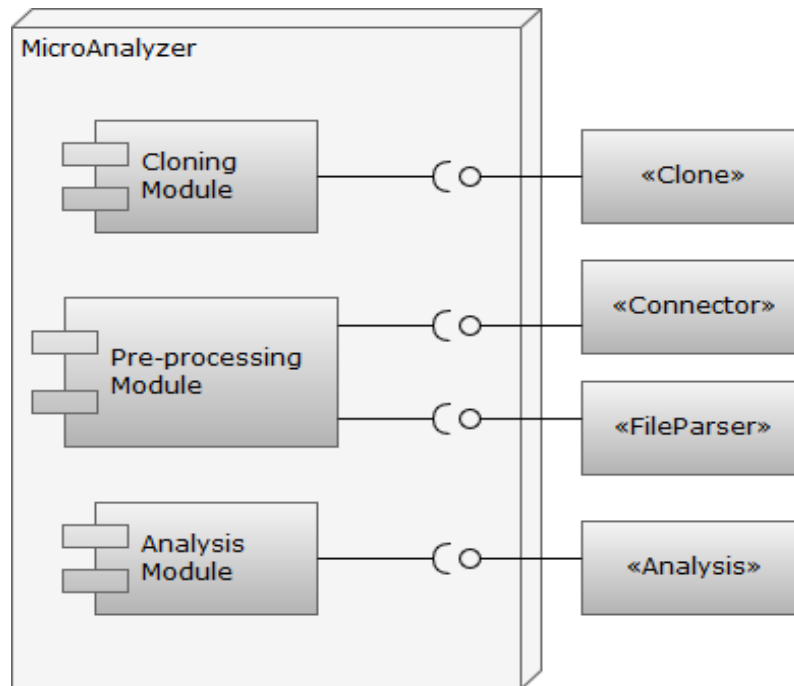 MicroAnalyzer
Cloning
Module
«Clone»
Pre-processing
Module
«Connector»
«FileParser»
Analysis
Module
«Analysis»